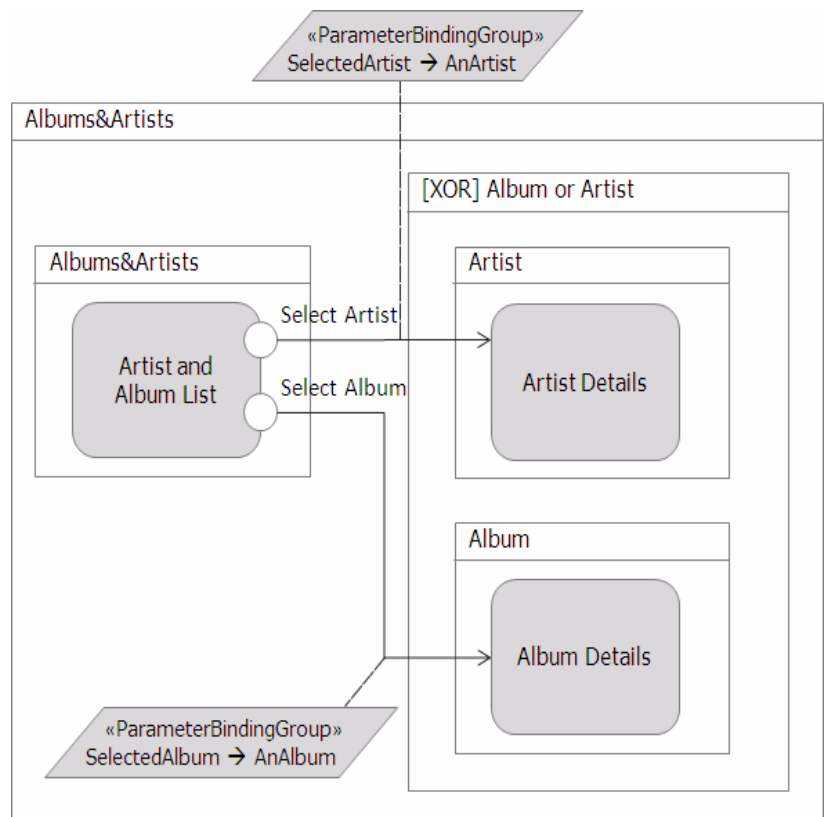 «ParameterBindingGroup»
SelectedArtist → AnArtist
Albums&Artists
[XOR] Album or Artist
Albums&Artists
Artist
Select Artist
Artist and
Album List
Artist Details
Select Album
Album
Album Details
«ParameterBindingGroup»
SelectedAlbum → AnAlbum